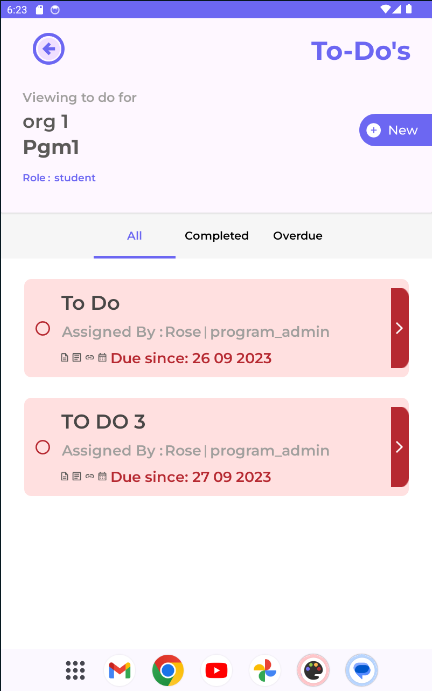 6:23
To-Do's
Viewing to do for
org 1
Pgm1
New
Role : student
All Completed Overdue
To Do
Assigned By : Rose | program_admin
Due since: 26 09 2023
TO DO 3
Assigned By : Rose | program_admin
Due since: 27 09 2023